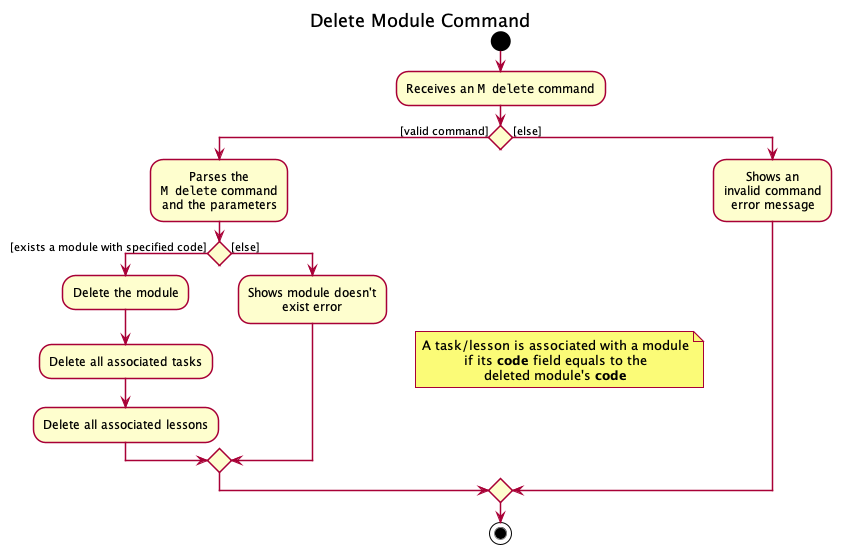 Delete Module Command
Receives an M delete command
[valid command]
[else]
Parses the
M delete command
and the parameters
Shows an
invalid command
error message
[exists a module with specified code]
[else]
Delete the module
Shows module doesn't
exist error
A task/lesson is associated with a module
if its code field equals to the
deleted module's code
Delete all associated tasks
Delete all associated lessons